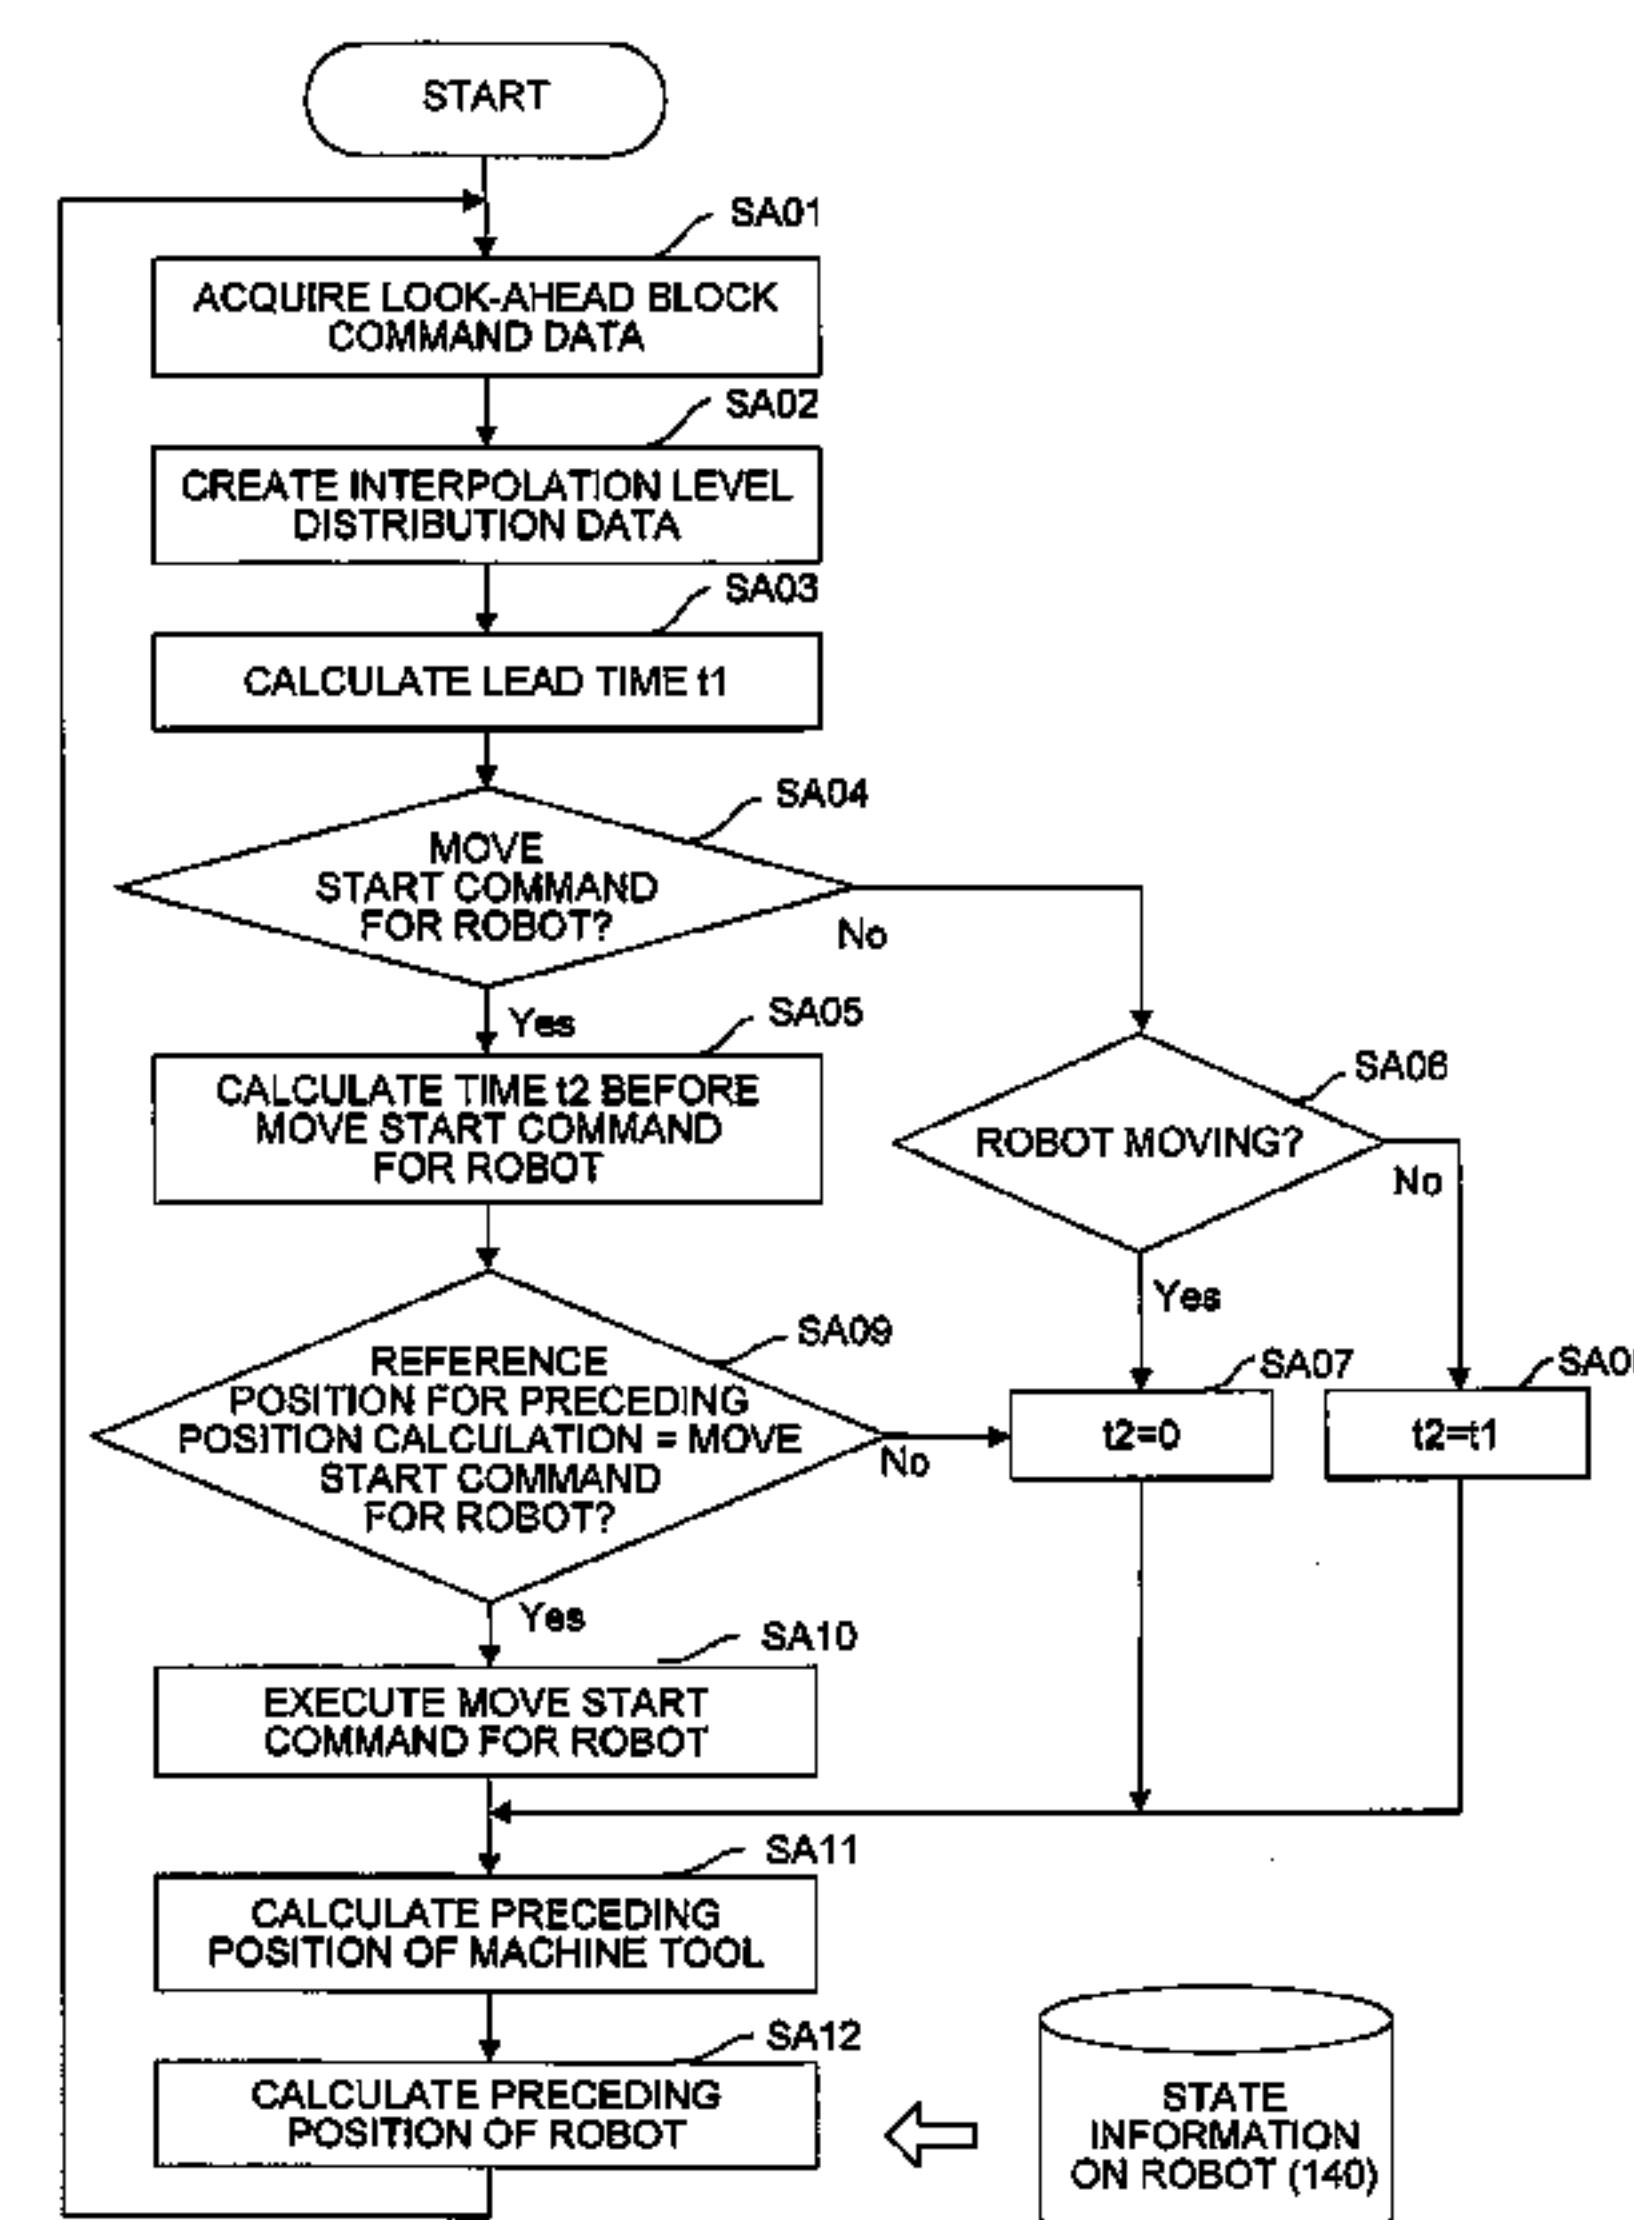 START
SA01
ACQUIRE LOOK-AHEAD BLOCK
COMMAND DATA
SA02
CREATE INTERPOLATION LEVEL
DISTRIBUTION DATA
SA03
CALCULATE LEAD TIME t1
SA04
MOVE
START COMMAND
FOR ROBOT?
No
Yes
SA05
CALCULATE TIME t2 BEFORE
MOVE START COMMAND
FOR ROBOT
SA06
ROBOT MOVING?
No
Yes
SA09
REFERENCE
POSITION FOR PRECEDING
POSITION CALCULATION = MOVE
START COMMAND
FOR ROBOT?
No
SA07
t2=0
t2=t1
Yes
SA10
EXECUTE MOVE START
COMMAND FOR ROBOT
SA11
CALCULATE PRECEDING
POSITION OF MACHINE TOOL
SA12
CALCULATE PRECEDING
POSITION OF ROBOT
STATE
INFORMATION
ON ROBOT (140)